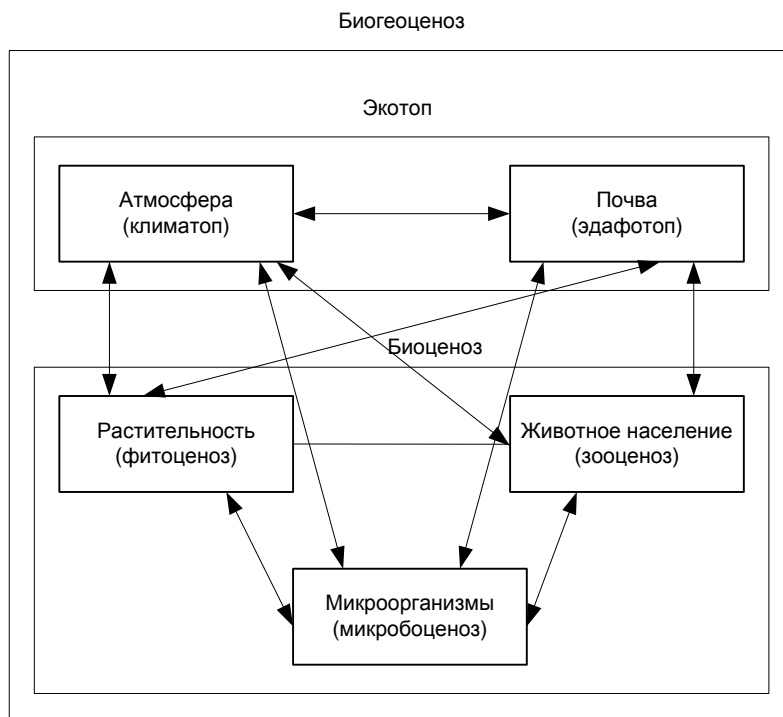 Биогеоценоз
Экотоп
Атмосфера
(климатоп)
Почва
(эдафотоп)
Биоценоз
Растительность
(фитоценоз)
Животное население
(зооценоз)
Микроорганизмы
(микробоценоз)